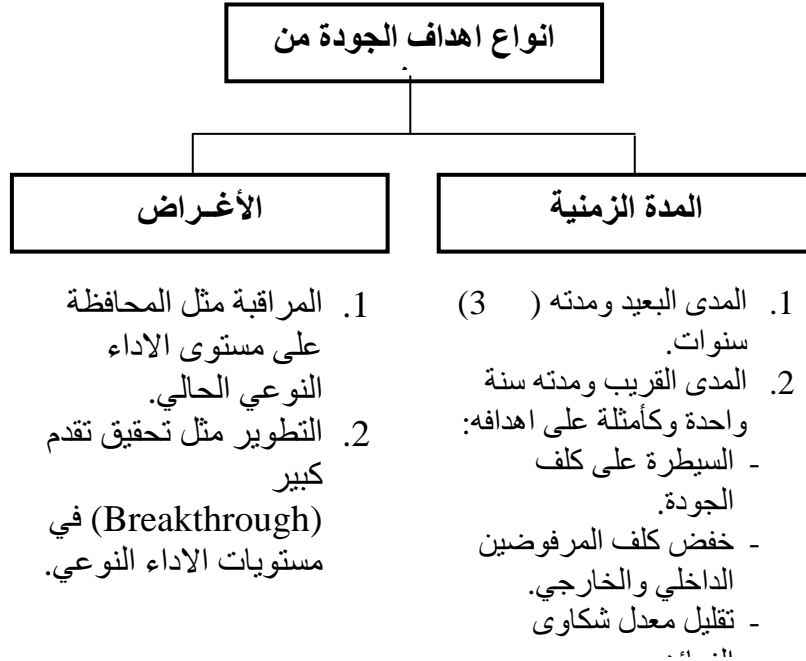 انواع اهداف الجودة من
المدة الزمنية
1. المدى البعيد ومدته ( 3)
سنوات.
2. المدى القريب ومدته سنة
واحدة وكأمثلة على اهدافه:
- السيطرة على كلف
الجودة.
- خفض كلف المرفوضين
الداخلي والخارجي.
- تقليل معدل شكاوى
الأغــراض
1. المراقبة مثل المحافظة
على مستوى الاداء
النوعي الحالي.
2. التطوير مثل تحقيق تقدم
كبير
(Breakthrough) في
مستويات الاداء النوعي.